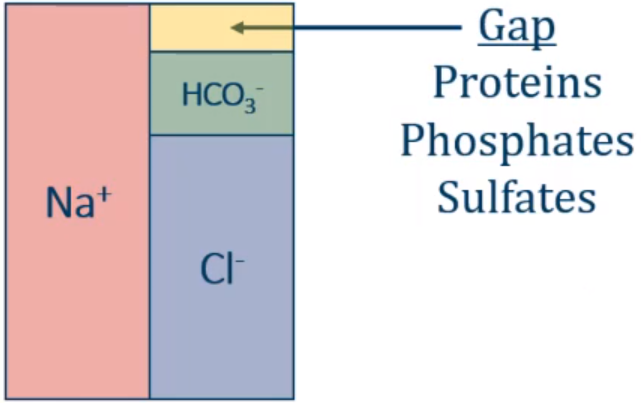 Gap
Proteins
Phosphates
Sulfates
HCO₃⁻
Na⁺
Cl⁻